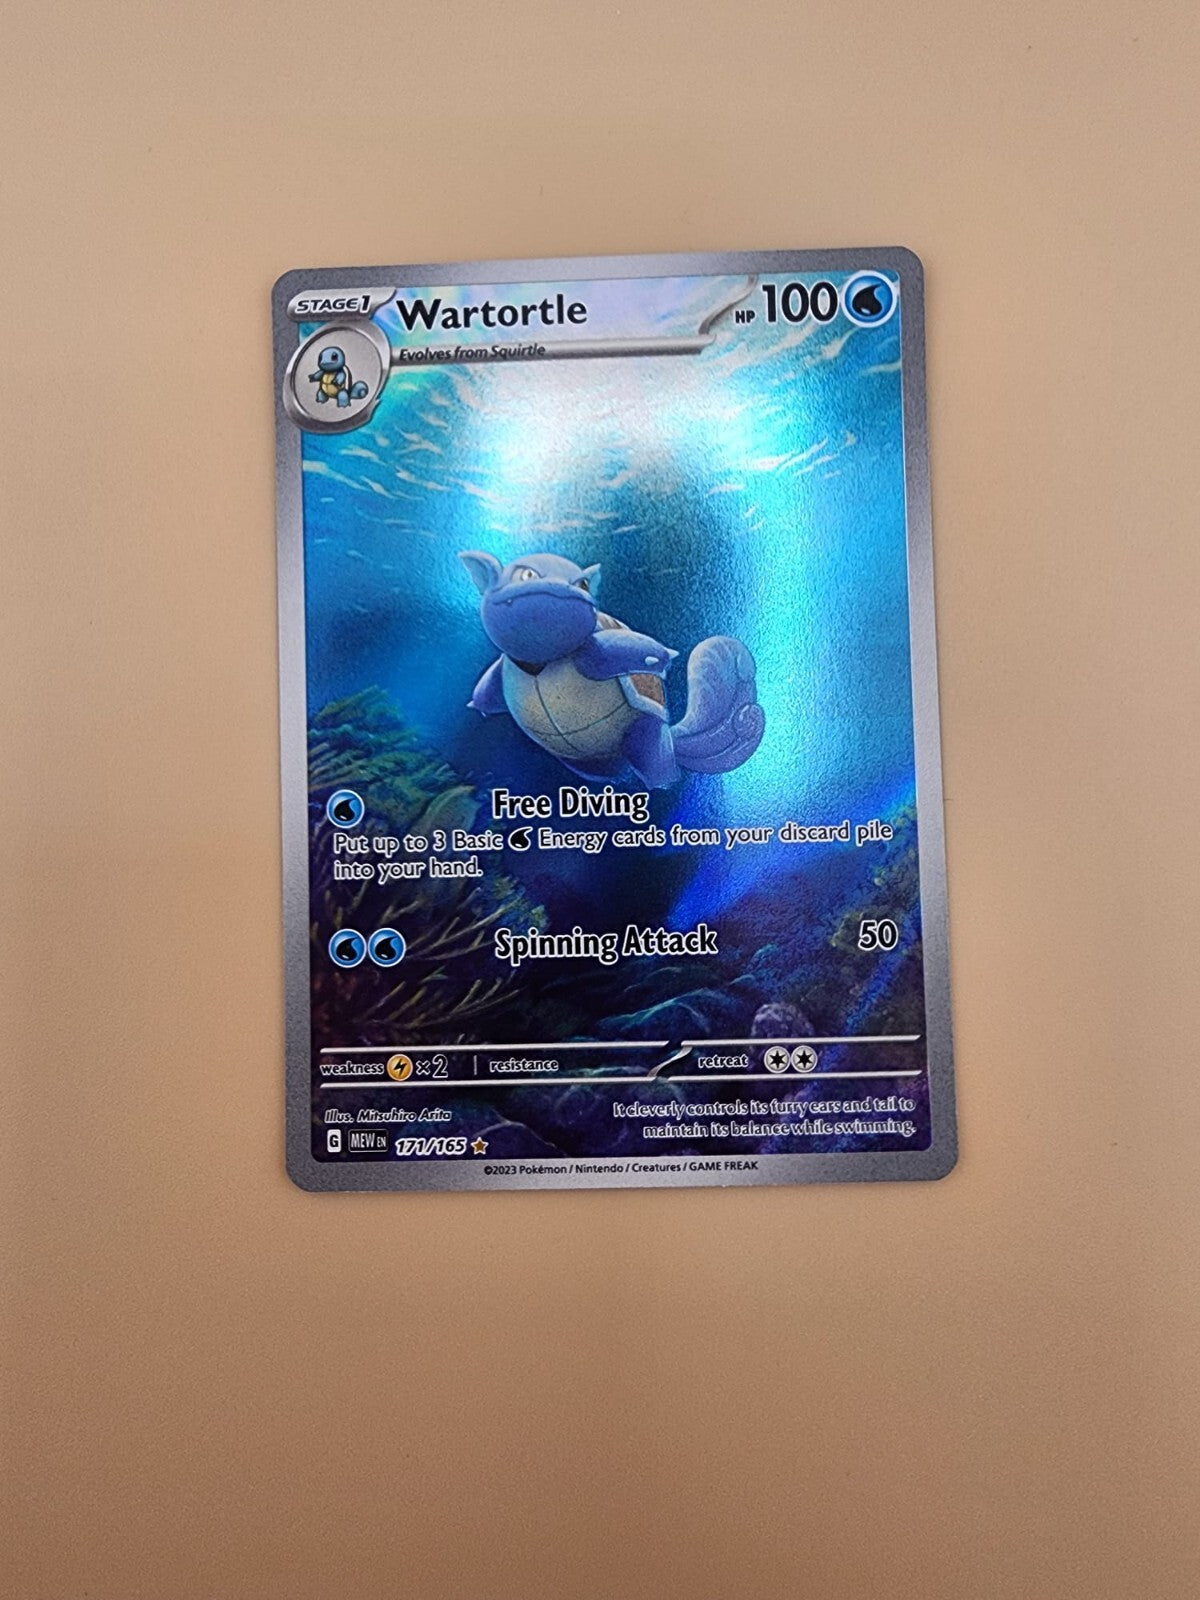 STAGE1
Wartortle
HP 100
Evolves from Squirtle
Free Diving
Put up to 3 Basic Energy cards from your discard pile
into your hand.
Spinning Attack 50
weakness ×2 resistance retreat
Illus. Mitsuhiro Arita
It cleverly controls its furry ears and tail to
maintain its balance while swimming.
G MEW EN 171/165
©2023 Pokémon / Nintendo / Creatures / GAME FREAK